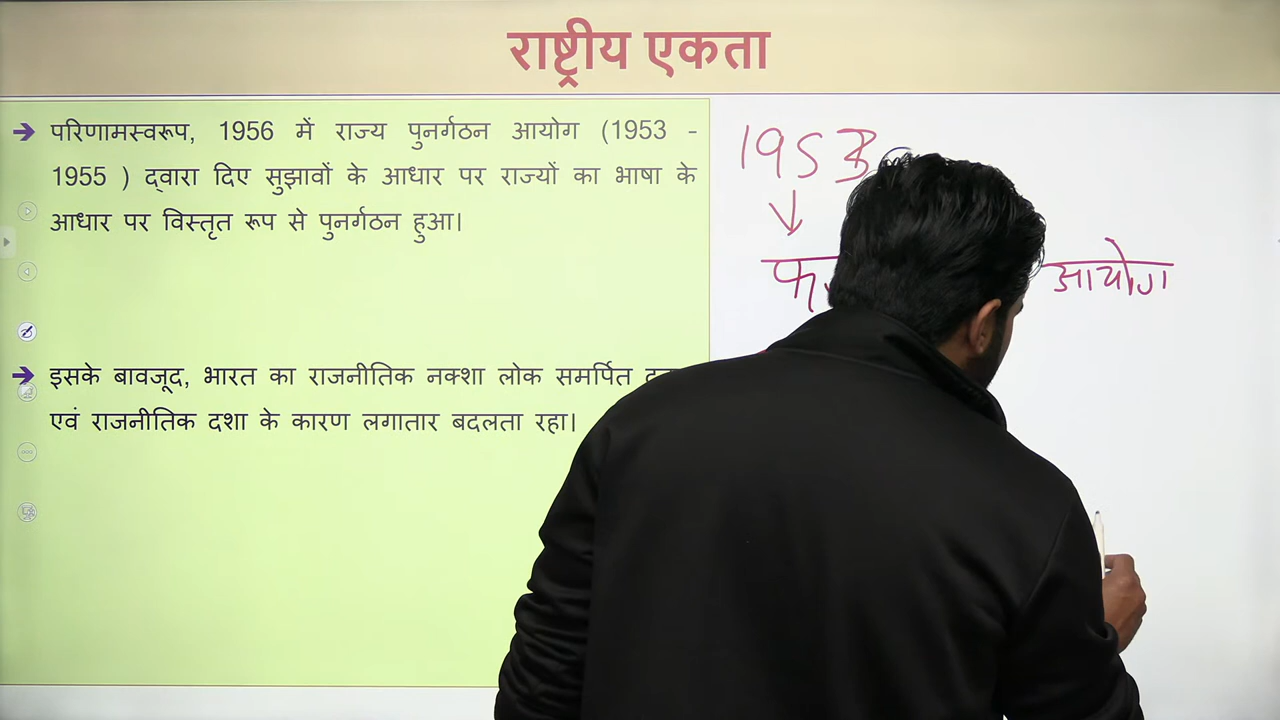 राष्ट्रीय एकता
परिणामस्वरूप, 1956 में राज्य पुनर्गठन आयोग (1953 -
1955 ) द्वारा दिए सुझावों के आधार पर राज्यों का भाषा के
आधार पर विस्तृत रूप से पुनर्गठन हुआ।
इसके बावजूद, भारत का राजनीतिक नक्शा लोक समर्पित
एवं राजनीतिक दशा के कारण लगातार बदलता रहा।
1953
आयोग